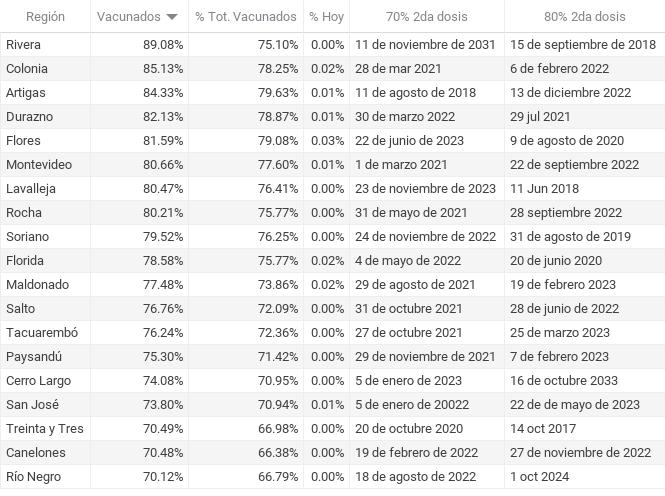 Región Vacunados % Tot. Vacunados % Hoy 70% 2da dosis 80% 2da dosis
Rivera 89.08% 75.10% 0.00% 11 de noviembre de 2031 15 de septiembre de 2018
Colonia 85.13% 78.25% 0.02% 28 de mar 2021 6 de febrero 2022
Artigas 84.33% 79.63% 0.01% 11 de agosto de 2018 13 de diciembre 2022
Durazno 82.13% 78.87% 0.01% 30 de marzo 2022 29 jul 2021
Flores 81.59% 79.08% 0.03% 22 de junio de 2023 9 de agosto de 2020
Montevideo 80.66% 77.60% 0.01% 1 de marzo 2021 22 de septiembre 2022
Lavalleja 80.47% 76.41% 0.00% 23 de noviembre de 2023 11 Jun 2018
Rocha 80.21% 75.77% 0.00% 31 de mayo de 2021 28 septiembre 2022
Soriano 79.52% 76.25% 0.00% 24 de noviembre de 2022 31 de agosto de 2019
Florida 78.58% 75.77% 0.02% 4 de mayo de 2022 20 de junio 2020
Maldonado 77.48% 73.86% 0.02% 29 de agosto de 2021 19 de febrero 2023
Salto 76.76% 72.09% 0.00% 31 de octubre 2021 28 de junio de 2022
Tacuarembó 76.24% 72.36% 0.00% 27 de octubre 2021 25 de marzo 2023
Paysandú 75.30% 71.42% 0.00% 29 de noviembre de 2021 7 de febrero 2023
Cerro Largo 74.08% 70.95% 0.00% 5 de enero de 2023 16 de octubre 2033
San José 73.80% 70.94% 0.01% 5 de enero de 20022 22 de de mayo de 2023
Treinta y Tres 70.49% 66.98% 0.00% 20 de octubre 2020 14 oct 2017
Canelones 70.48% 66.38% 0.00% 19 de febrero de 2022 27 de noviembre de 2022
Río Negro 70.12% 66.79% 0.00% 18 de agosto de 2022 1 oct 2024